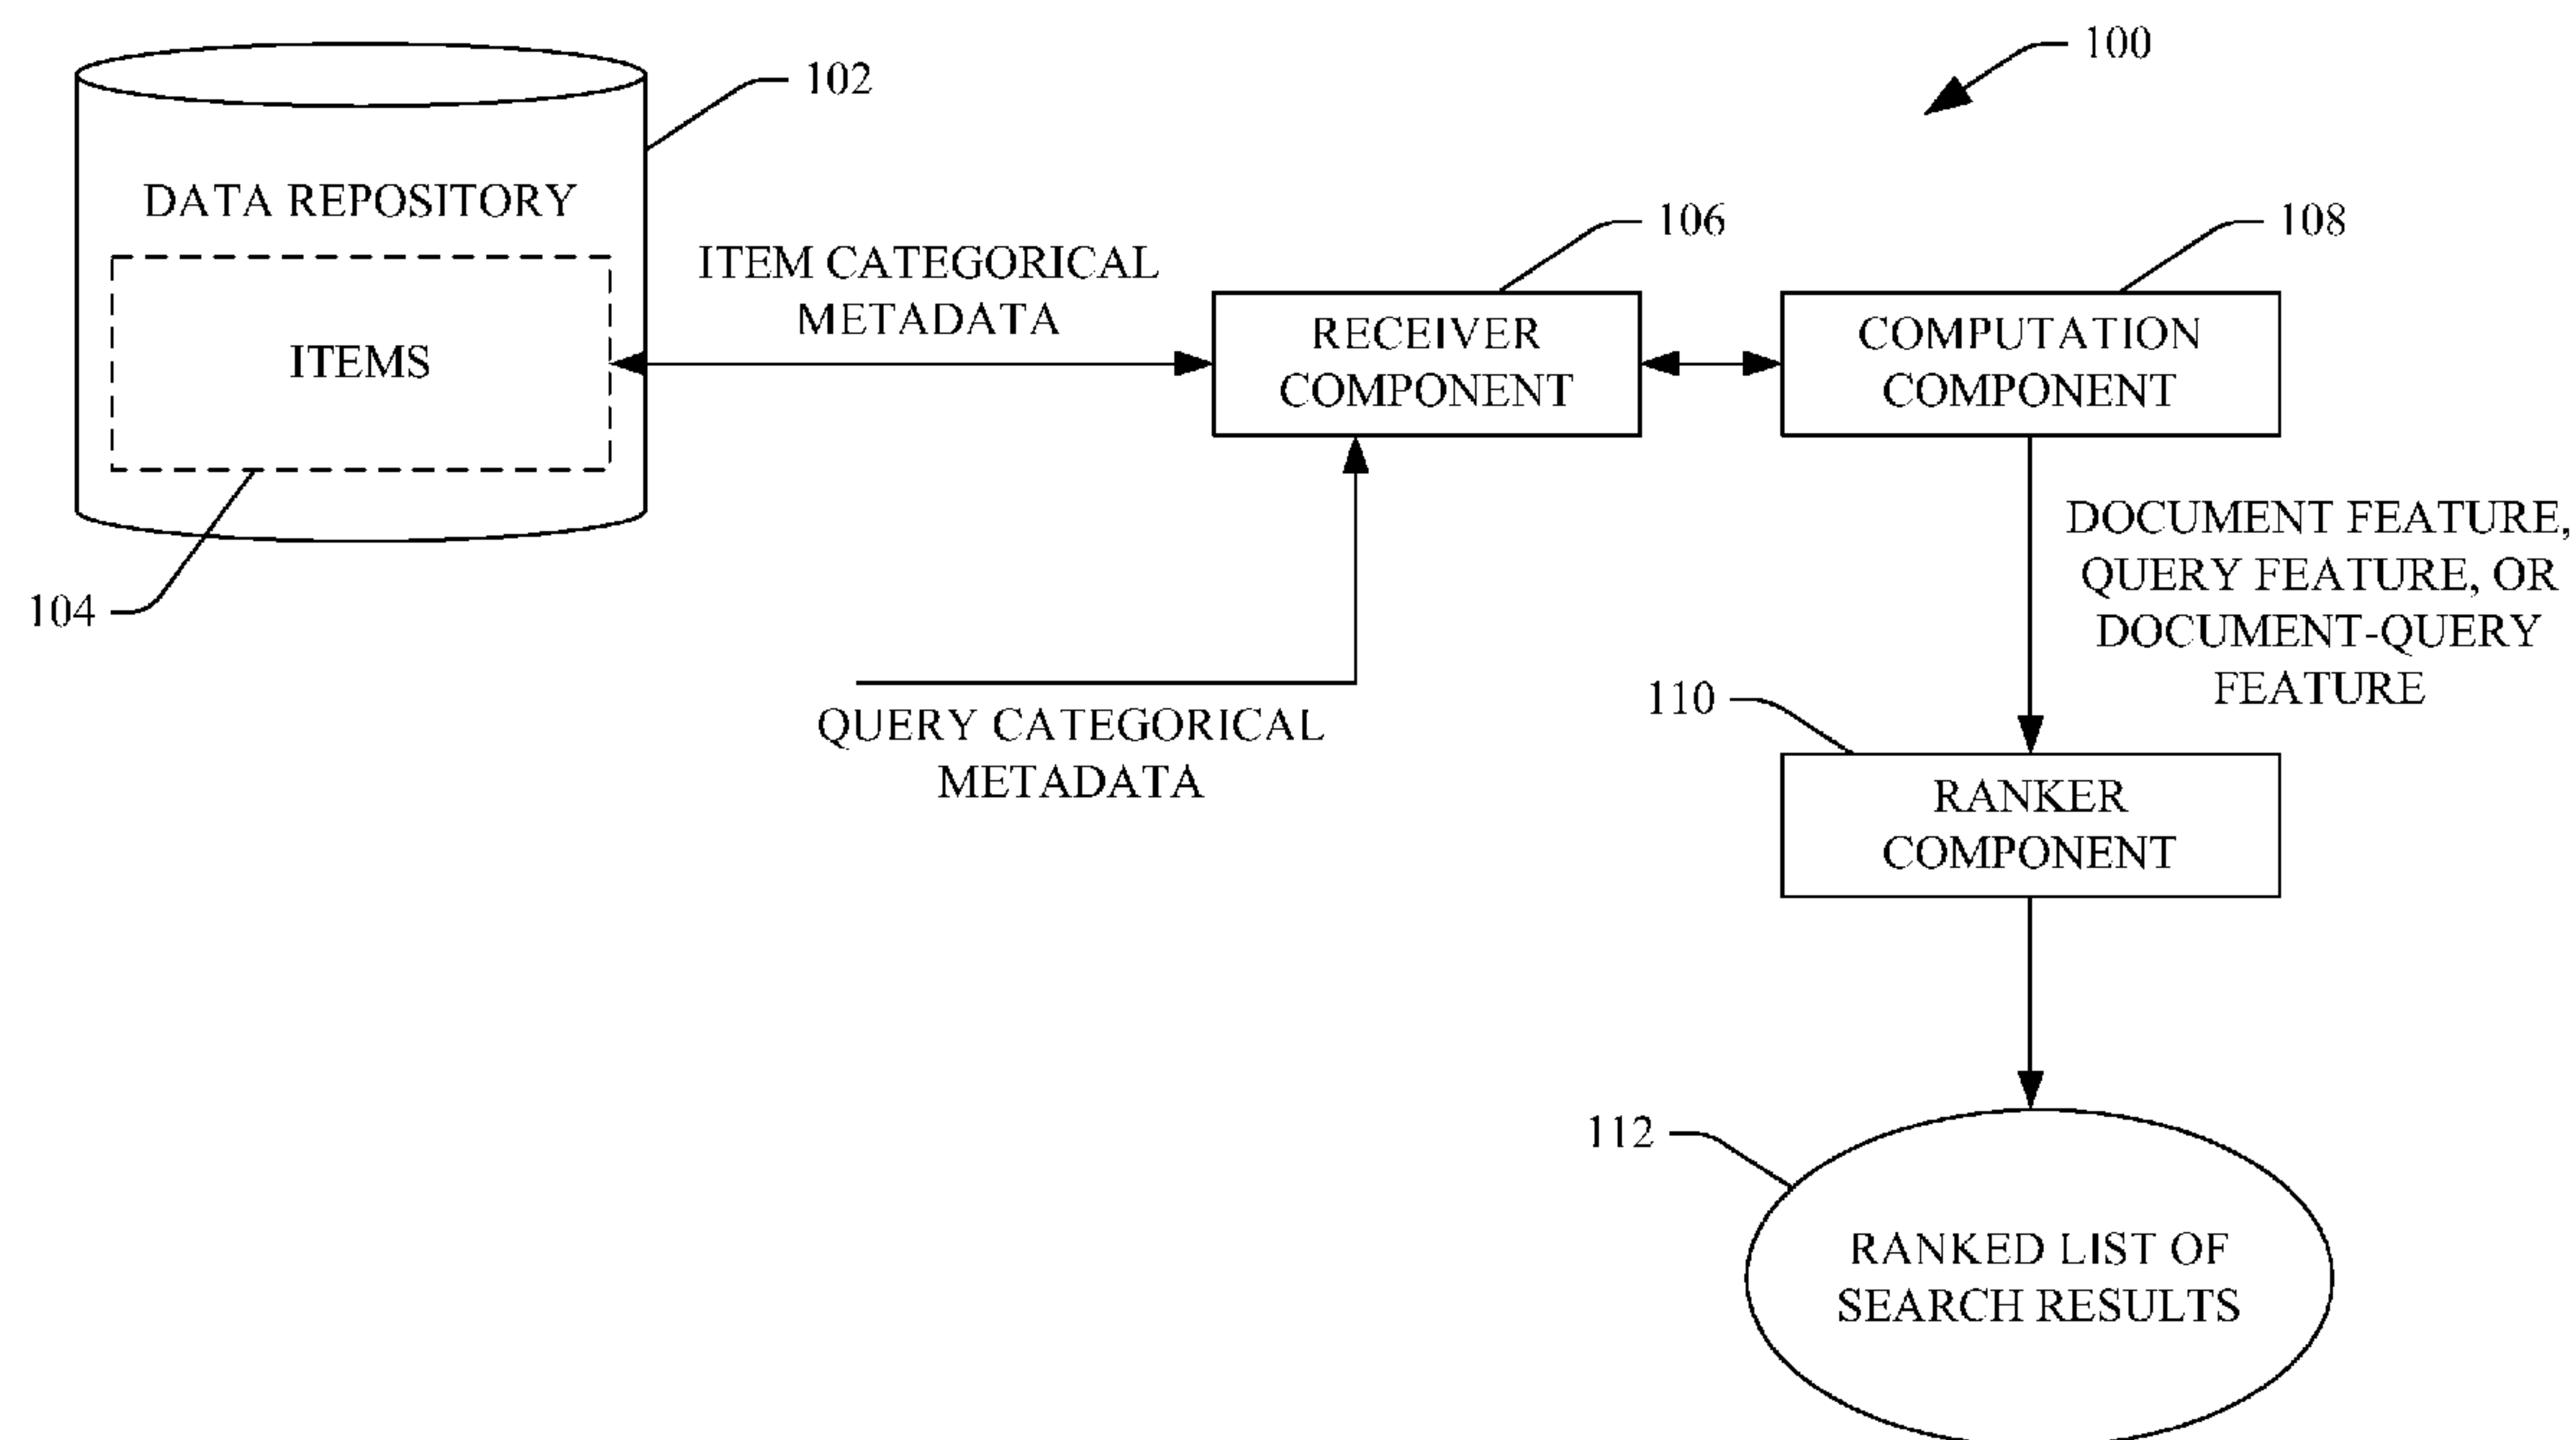 100
102
DATA REPOSITORY
106
108
ITEM CATEGORICAL
METADATA
ITEMS
RECEIVER
COMPONENT
COMPUTATION
COMPONENT
DOCUMENT FEATURE,
QUERY FEATURE, OR
DOCUMENT-QUERY
FEATURE
104
QUERY CATEGORICAL
METADATA
110
RANKER
COMPONENT
112
RANKED LIST OF
SEARCH RESULTS